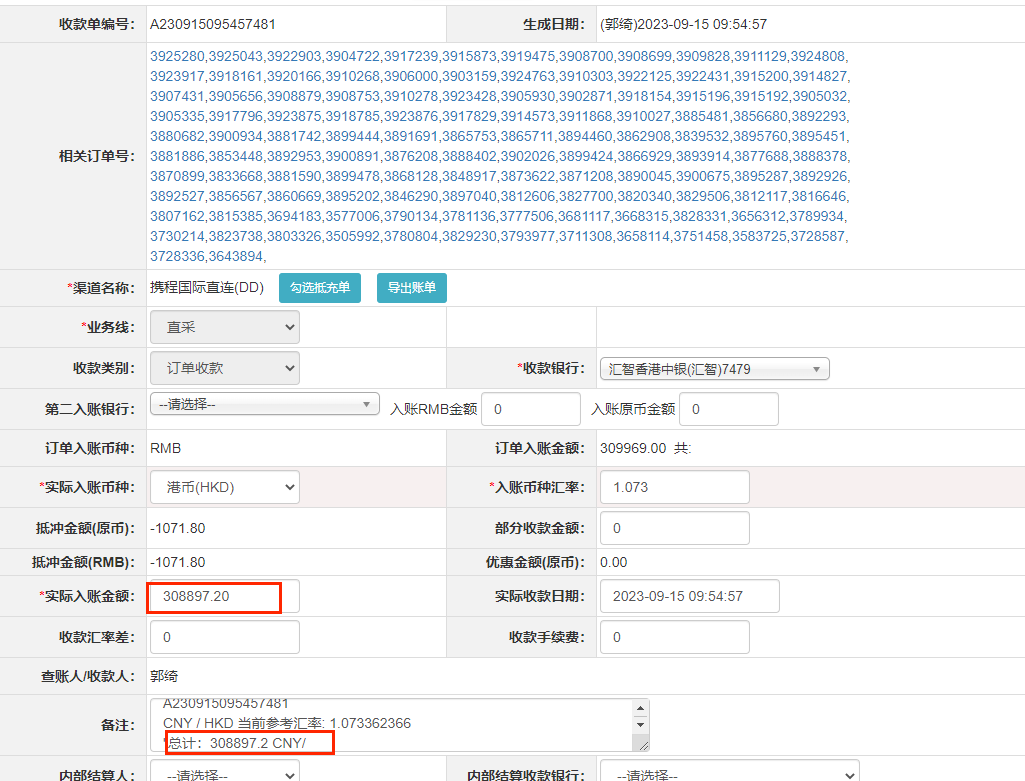 收款单编号： A230915095457481 生成日期： (郭绮)2023-09-15 09:54:57
3925280,3925043,3922903,3904722,3917239,3915873,3919475,3908700,3908699,3909828,3911129,3924808,
3923917,3918161,3920166,3910268,3906000,3903159,3924763,3910303,3922125,3922431,3915200,3914827,
3907431,3905656,3908879,3908753,3910278,3923428,3905930,3902871,3918154,3915196,3915192,3905032,
3905335,3917796,3923875,3918785,3923876,3917829,3914573,3911868,3910027,3885481,3856680,3892293,
3880682,3900934,3881742,3899444,3891691,3865753,3865711,3894460,3862908,3839532,3895760,3895451,
相关订单号： 3881886,3853448,3892953,3900891,3876208,3888402,3902026,3899424,3866929,3893914,3877688,3888378,
3870899,3833668,3881590,3899478,3868128,3848917,3873622,3871208,3890045,3900675,3895287,3892926,
3892527,3856567,3860669,3895202,3846290,3897040,3812606,3827700,3820340,3829506,3812117,3816646,
3807162,3815385,3694183,3577006,3790134,3781136,3777506,3681117,3668315,3828331,3656312,3789934,
3730214,3823738,3803326,3505992,3780804,3829230,3793977,3711308,3658114,3751458,3583725,3728587,
3728336,3643894,
*渠道名称： 携程国际直连(DD) 勾选抵充单 导出账单
*业务线： 直采
收款类别： 订单收款 *收款银行： 汇智香港中银(汇智)7479
第二入账银行： --请选择-- 入账RMB金额 0 入账原币金额 0
订单入账币种： RMB 订单入账金额： 309969.00 共:
*实际入账币种： 港币(HKD) *入账币种汇率： 1.073
抵冲金额(原币)： -1071.80 部分收款金额： 0
抵冲金额(RMB)： -1071.80 优惠金额(原币)： 0.00
*实际入账金额： 308897.20 实际收款日期： 2023-09-15 09:54:57
收款汇率差： 0 收款手续费： 0
查账人/收款人： 郭绮
A230915095457481
备注： CNY / HKD 当前参考汇率: 1.073362366
*总计：308897.2 CNY/
内部结算人： --请选择-- 内部结算收款银行： --请选择--